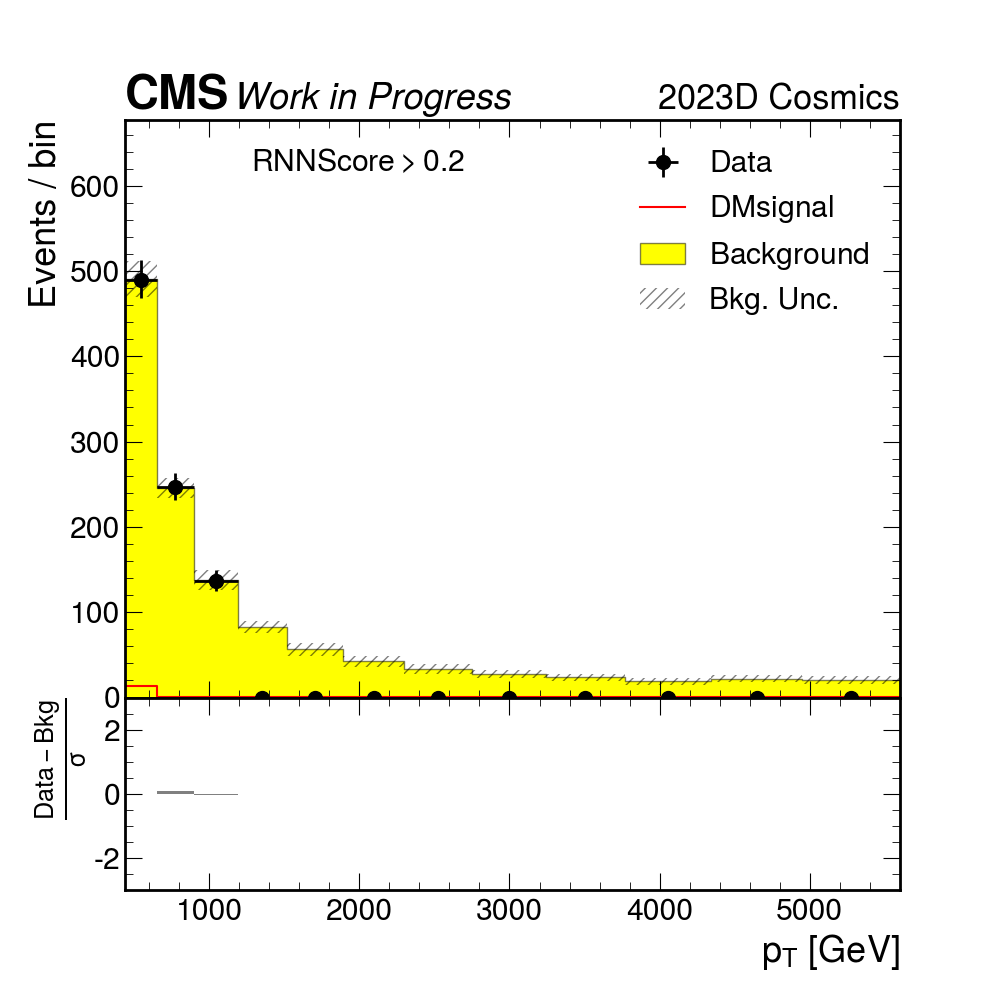 CMS Work in Progress 2023D Cosmics
Events / bin
RNNScore > 0.2
Data
DMsignal
Background
Bkg. Unc.
600
500
400
300
200
100
0
Data – Bkg
σ
2
0
-2
1000 2000 3000 4000 5000
pT [GeV]